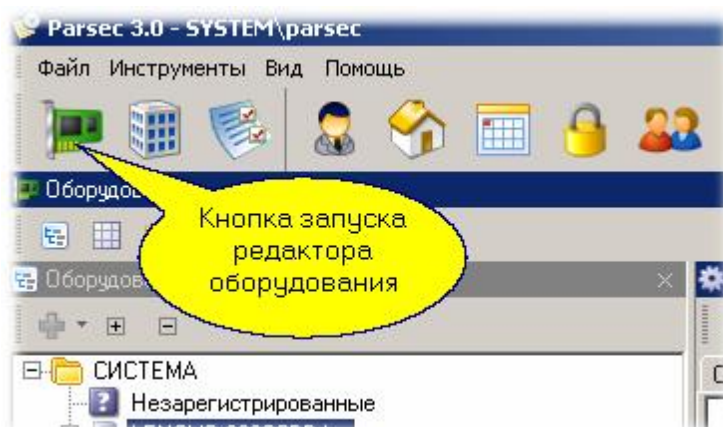 Parsec 3.0 - SYSTEM\parsec
Файл Инструменты Вид Помощь
Кнопка запуска
редактора
оборудования
СИСТЕМА
Незарегистрированные